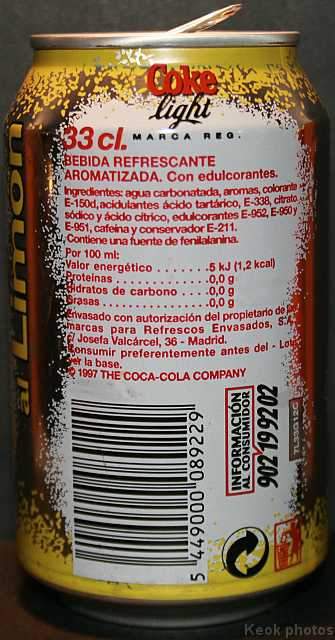 Coke
light
33 cl. MARCA REG.
BEBIDA REFRESCANTE
AROMATIZADA. Con edulcorantes.
Ingredientes: agua carbonatada, aromas, colorante
E-150d, acidulantes ácido tartárico, E-338, citrato
sódico y ácido cítrico, edulcorantes E-952, E-950 y
E-951, cafeína y conservador E-211.
Contiene una fuente de fenilalanina.
Por 100 ml:
Valor energético . . . . . . . 5 kJ (1,2 kcal)
Proteínas . . . . . . . . . . . . . 0,0 g
Hidratos de carbono . . . 0,0 g
Grasas . . . . . . . . . . . . . . . 0,0 g
Envasado con autorización del propietario de las
marcas para Refrescos Envasados, S.A.
c/ Josefa Valcárcel, 36 - Madrid.
Consumir preferentemente antes del - Lote:
Ver la base.
© 1997 THE COCA-COLA COMPANY
al Limón
INFORMACIÓN
AL CONSUMIDOR
902 19 92 02
5 449000 089229
Keok photos